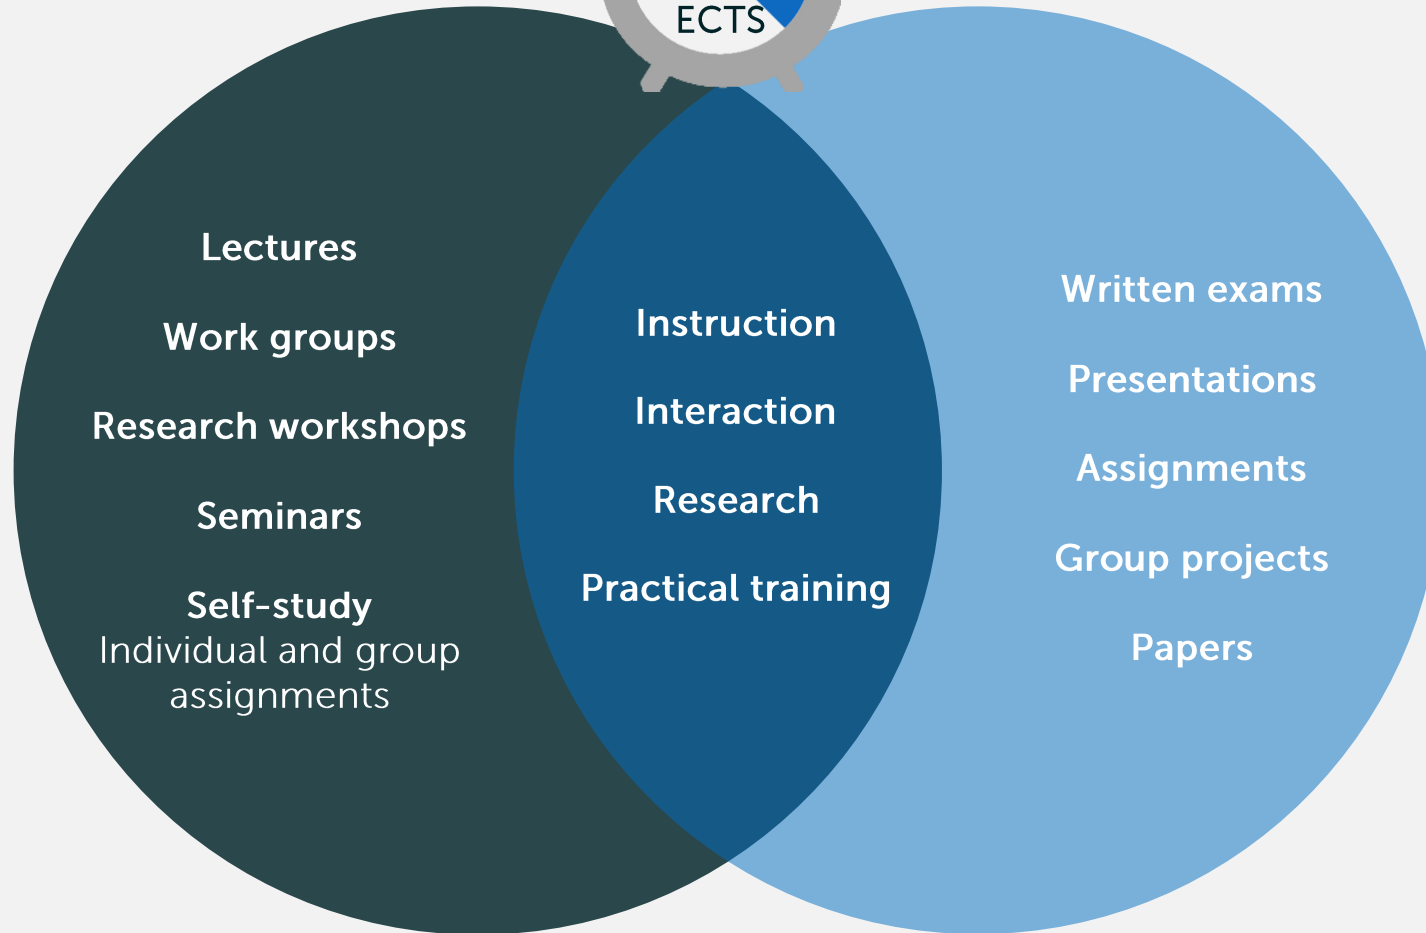 ECTS
Lectures
Work groups
Research workshops
Seminars
Self-study
Individual and group
assignments
Instruction
Interaction
Research
Practical training
Written exams
Presentations
Assignments
Group projects
Papers